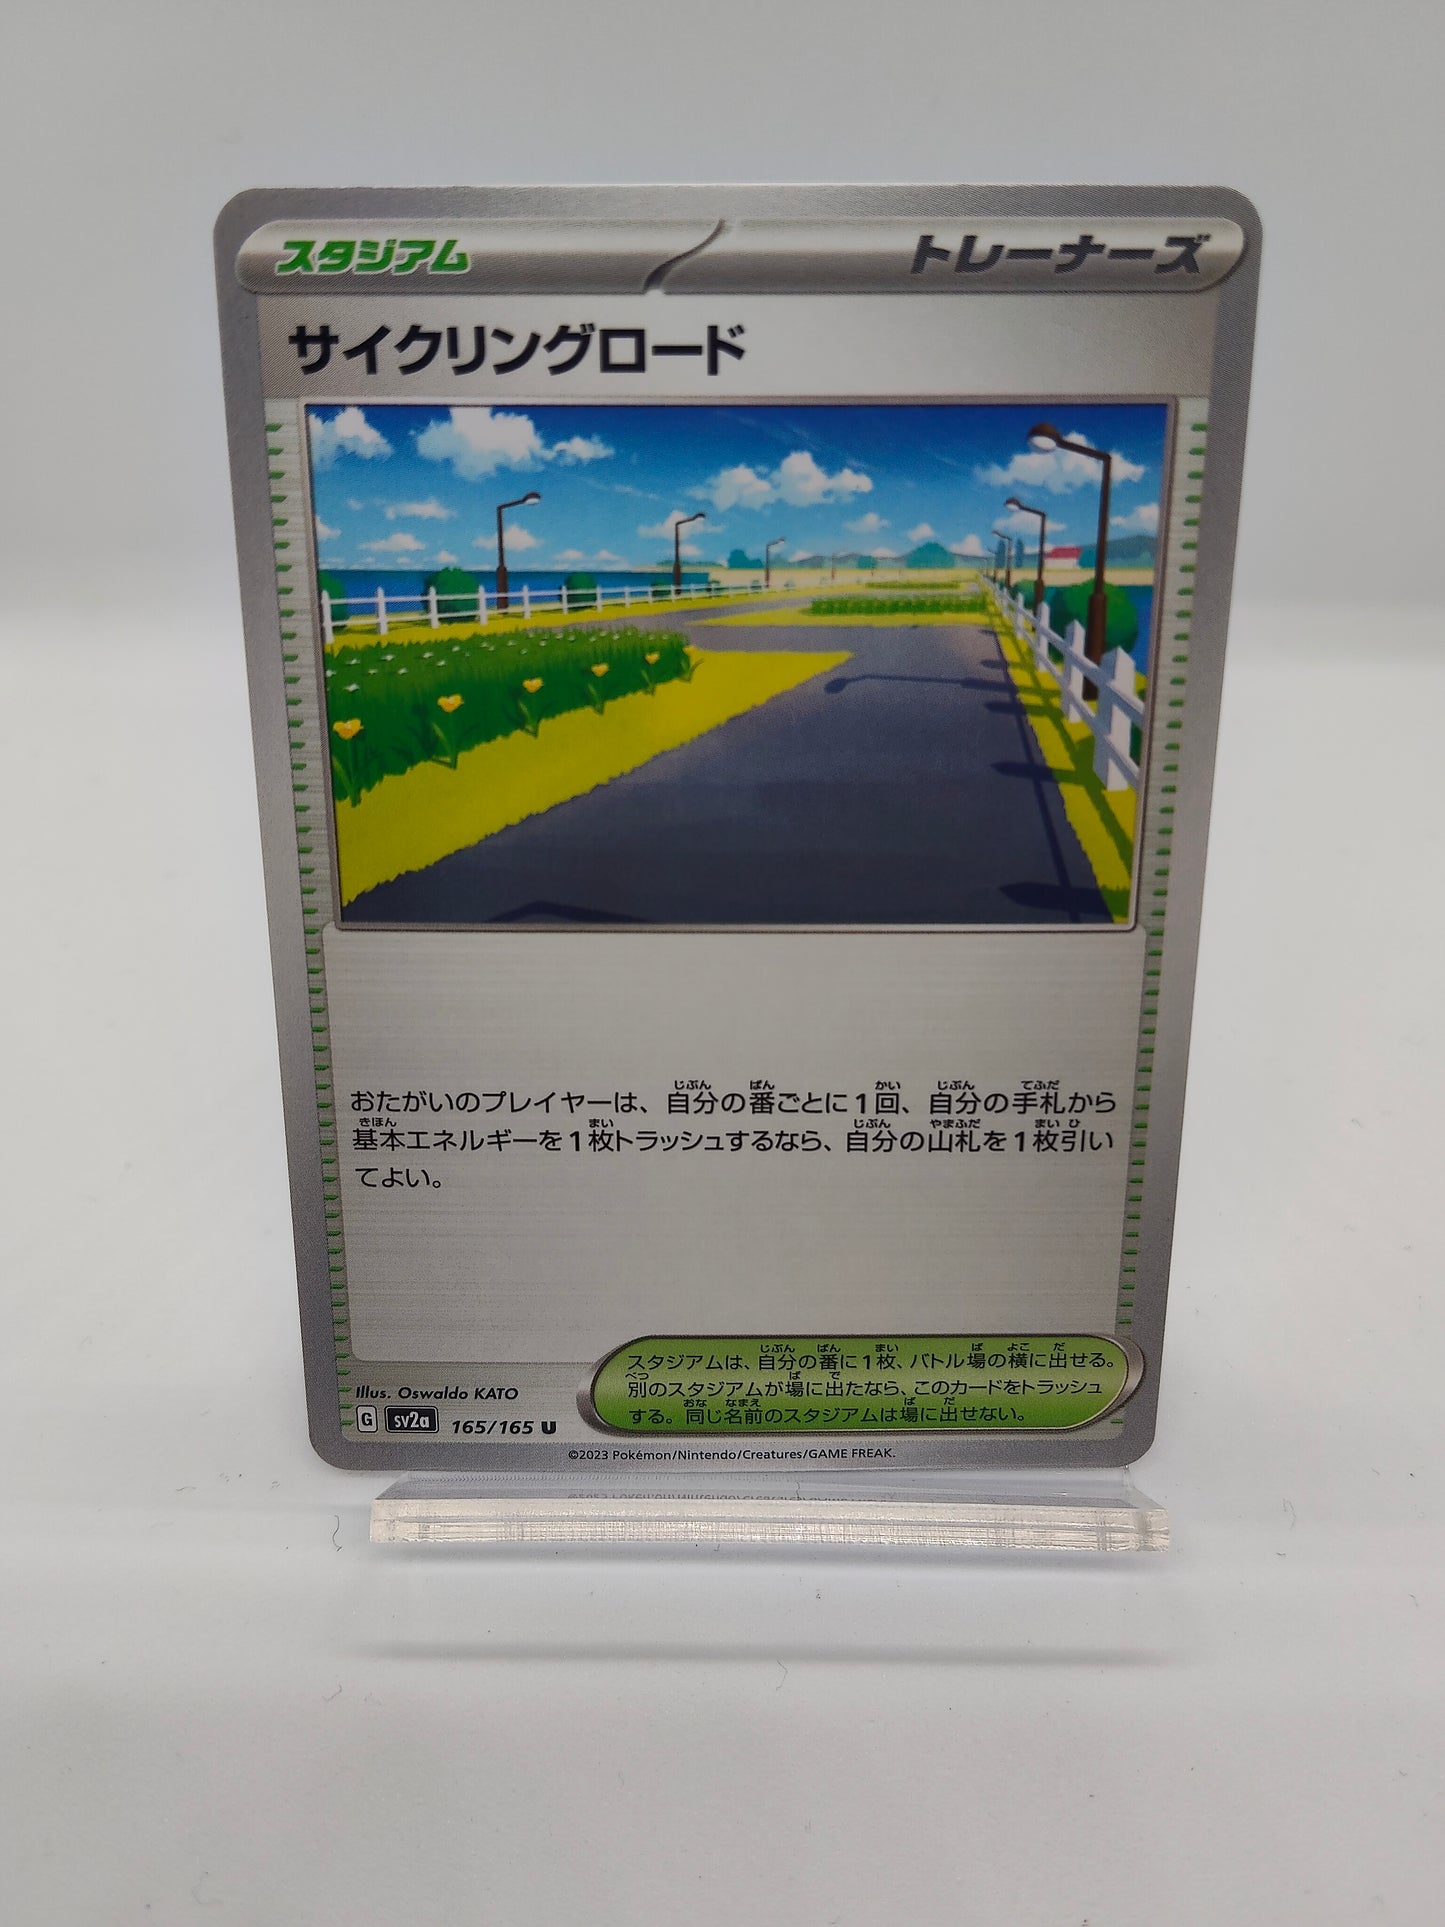 スタジアム トレーナーズ
サイクリングロード
おたがいのプレイヤーは、自分の番ごとに1回、自分の手札から
基本エネルギーを1枚トラッシュするなら、自分の山札を1枚引い
てよい。
スタジアムは、自分の番に1枚、バトル場の横に出せる。
別のスタジアムが場に出たなら、このカードをトラッシュ
する。同じ名前のスタジアムは場に出せない。
Illus. Oswaldo KATO
G sv2a 165/165 U
©2023 Pokémon/Nintendo/Creatures/GAME FREAK.